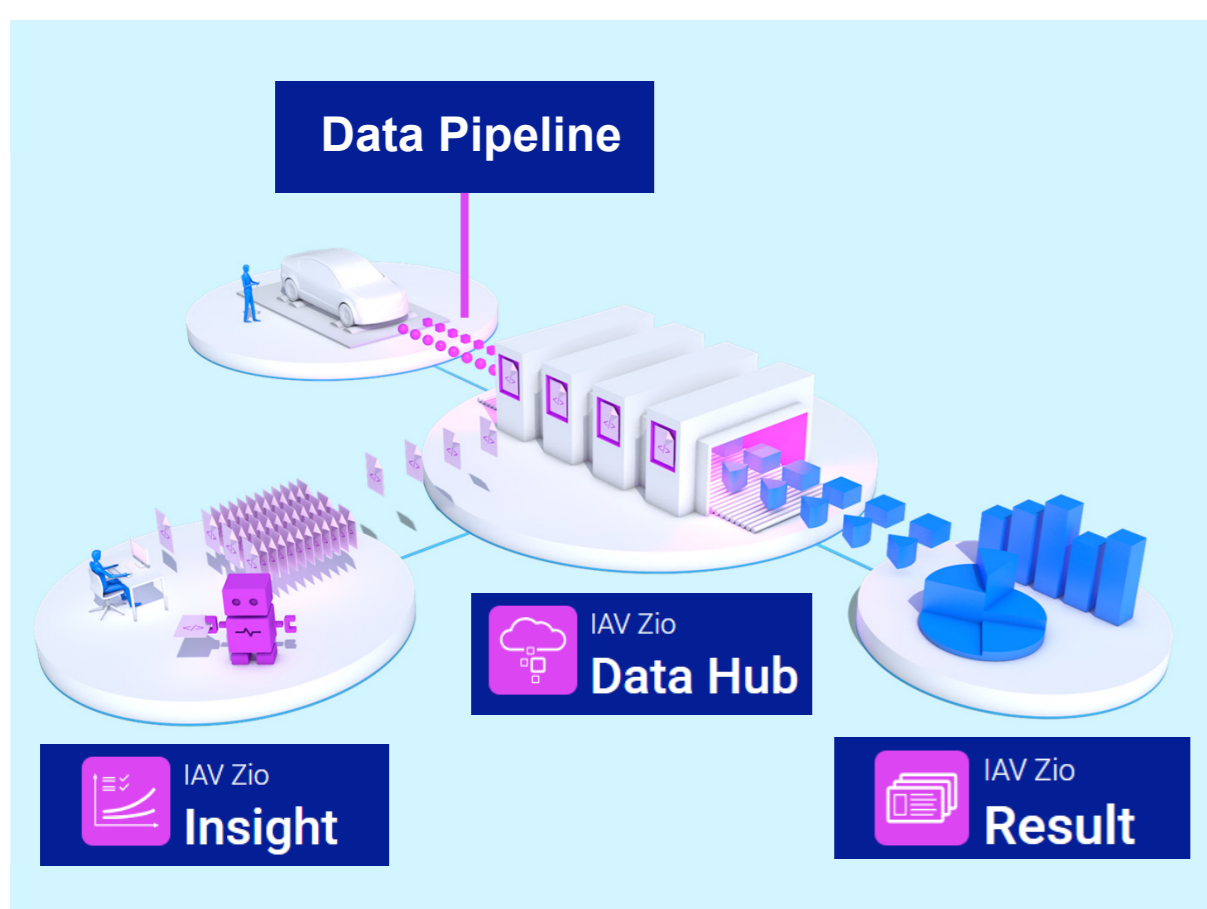 Data Pipeline
IAV Zio
Data Hub
IAV Zio
Insight
IAV Zio
Result